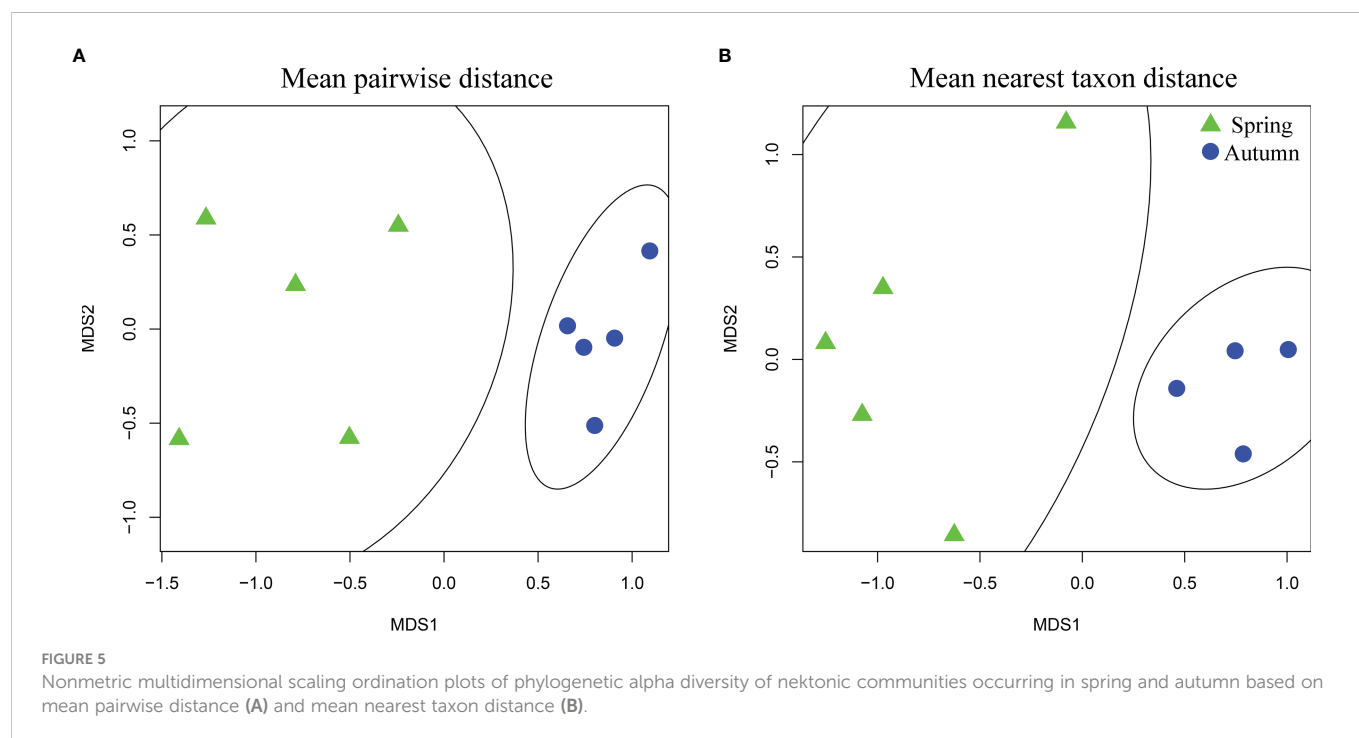 A
Mean pairwise distance
1.0
0.5
0.0
−0.5
−1.0
MDS2
−1.5 −1.0 −0.5 0.0 0.5 1.0
MDS1
B
Mean nearest taxon distance
Spring
Autumn
1.0
0.5
0.0
−0.5
MDS2
−1.0 −0.5 0.0 0.5 1.0
MDS1
FIGURE 5
Nonmetric multidimensional scaling ordination plots of phylogenetic alpha diversity of nektonic communities occurring in spring and autumn based on
mean pairwise distance (A) and mean nearest taxon distance (B).